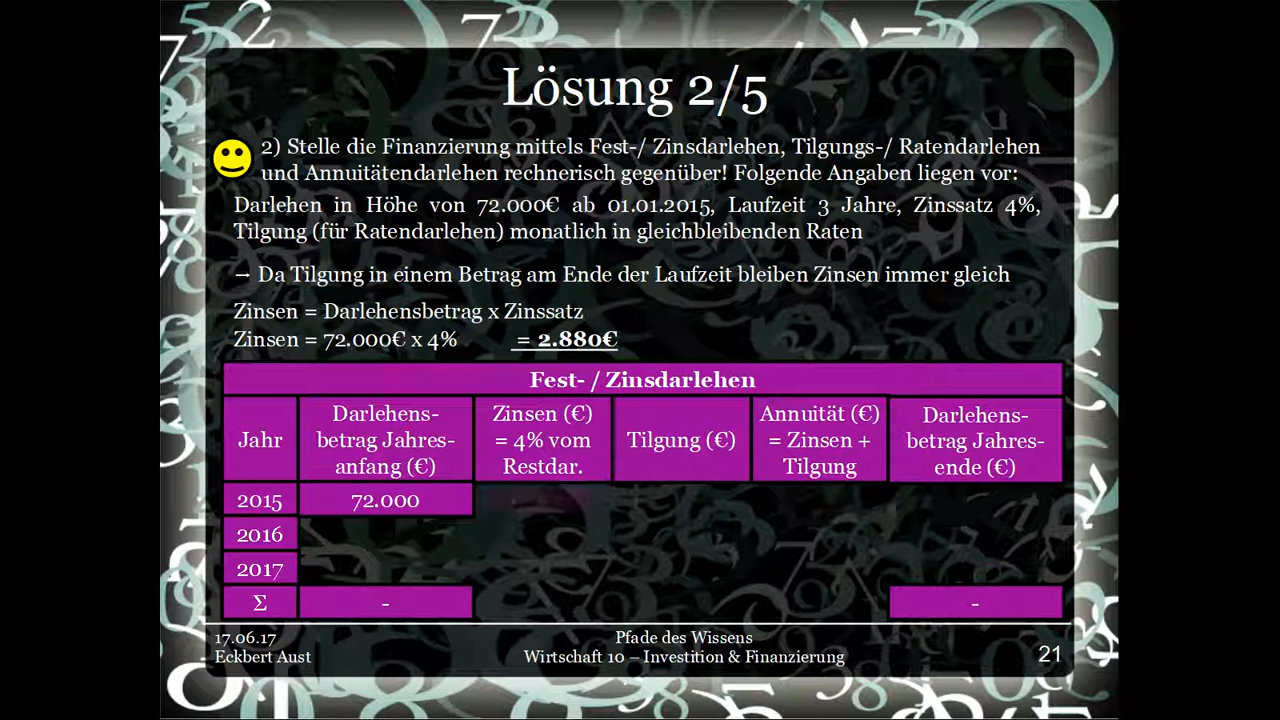 Lösung 2/5
2) Stelle die Finanzierung mittels Fest-/ Zinsdarlehen, Tilgungs-/ Ratendarlehen
und Annuitätendarlehen rechnerisch gegenüber! Folgende Angaben liegen vor:
Darlehen in Höhe von 72.000€ ab 01.01.2015, Laufzeit 3 Jahre, Zinssatz 4%,
Tilgung (für Ratendarlehen) monatlich in gleichbleibenden Raten
→ Da Tilgung in einem Betrag am Ende der Laufzeit bleiben Zinsen immer gleich
Zinsen = Darlehensbetrag x Zinssatz
Zinsen = 72.000€ x 4% = 2.880€
Fest- / Zinsdarlehen
Jahr
Darlehens-
betrag Jahres-
anfang (€)
Zinsen (€)
= 4% vom
Restdar.
Tilgung (€)
Annuität (€)
= Zinsen +
Tilgung
Darlehens-
betrag Jahres-
ende (€)
2015 72.000
2016
2017
Σ - -
17.06.17
Eckbert Aust
Pfade des Wissens
Wirtschaft 10 – Investition & Finanzierung
21